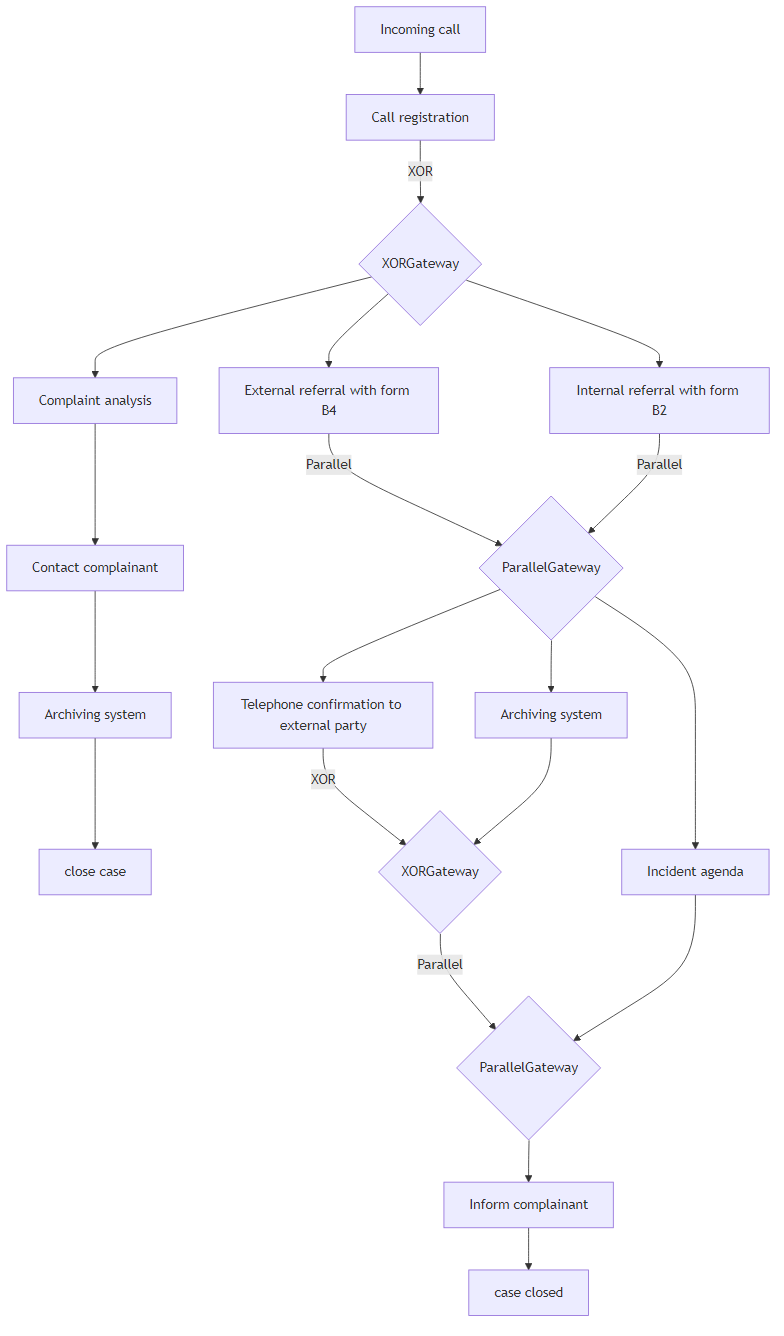 Incoming call
Call registration
XOR
XORGateway
Complaint analysis
External referral with form
B4
Internal referral with form
B2
Parallel
Parallel
Contact complainant
ParallelGateway
Archiving system
Telephone confirmation to
external party
Archiving system
XOR
close case
XORGateway
Incident agenda
Parallel
ParallelGateway
Inform complainant
case closed